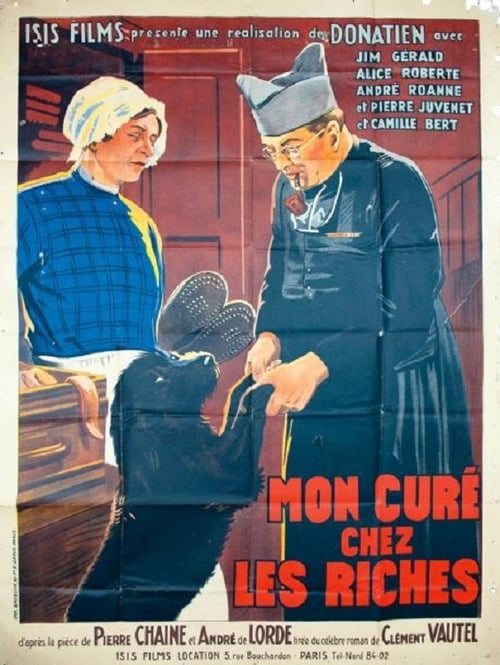 ISIS FILMS présente une réalisation de DONATIEN avec
JIM GÉRALD
ALICE ROBERTE
ANDRÉ ROANNE
et PIERRE JUVENET
et CAMILLE BERT
MON CURÉ
CHEZ
LES RICHES
d'après la pièce de PIERRE CHAINE et ANDRÉ de LORDE tirée du célèbre roman de CLÉMENT VAUTEL
ISIS FILMS LOCATION 5, rue Bouchardon - PARIS Tel-Nord 84-02